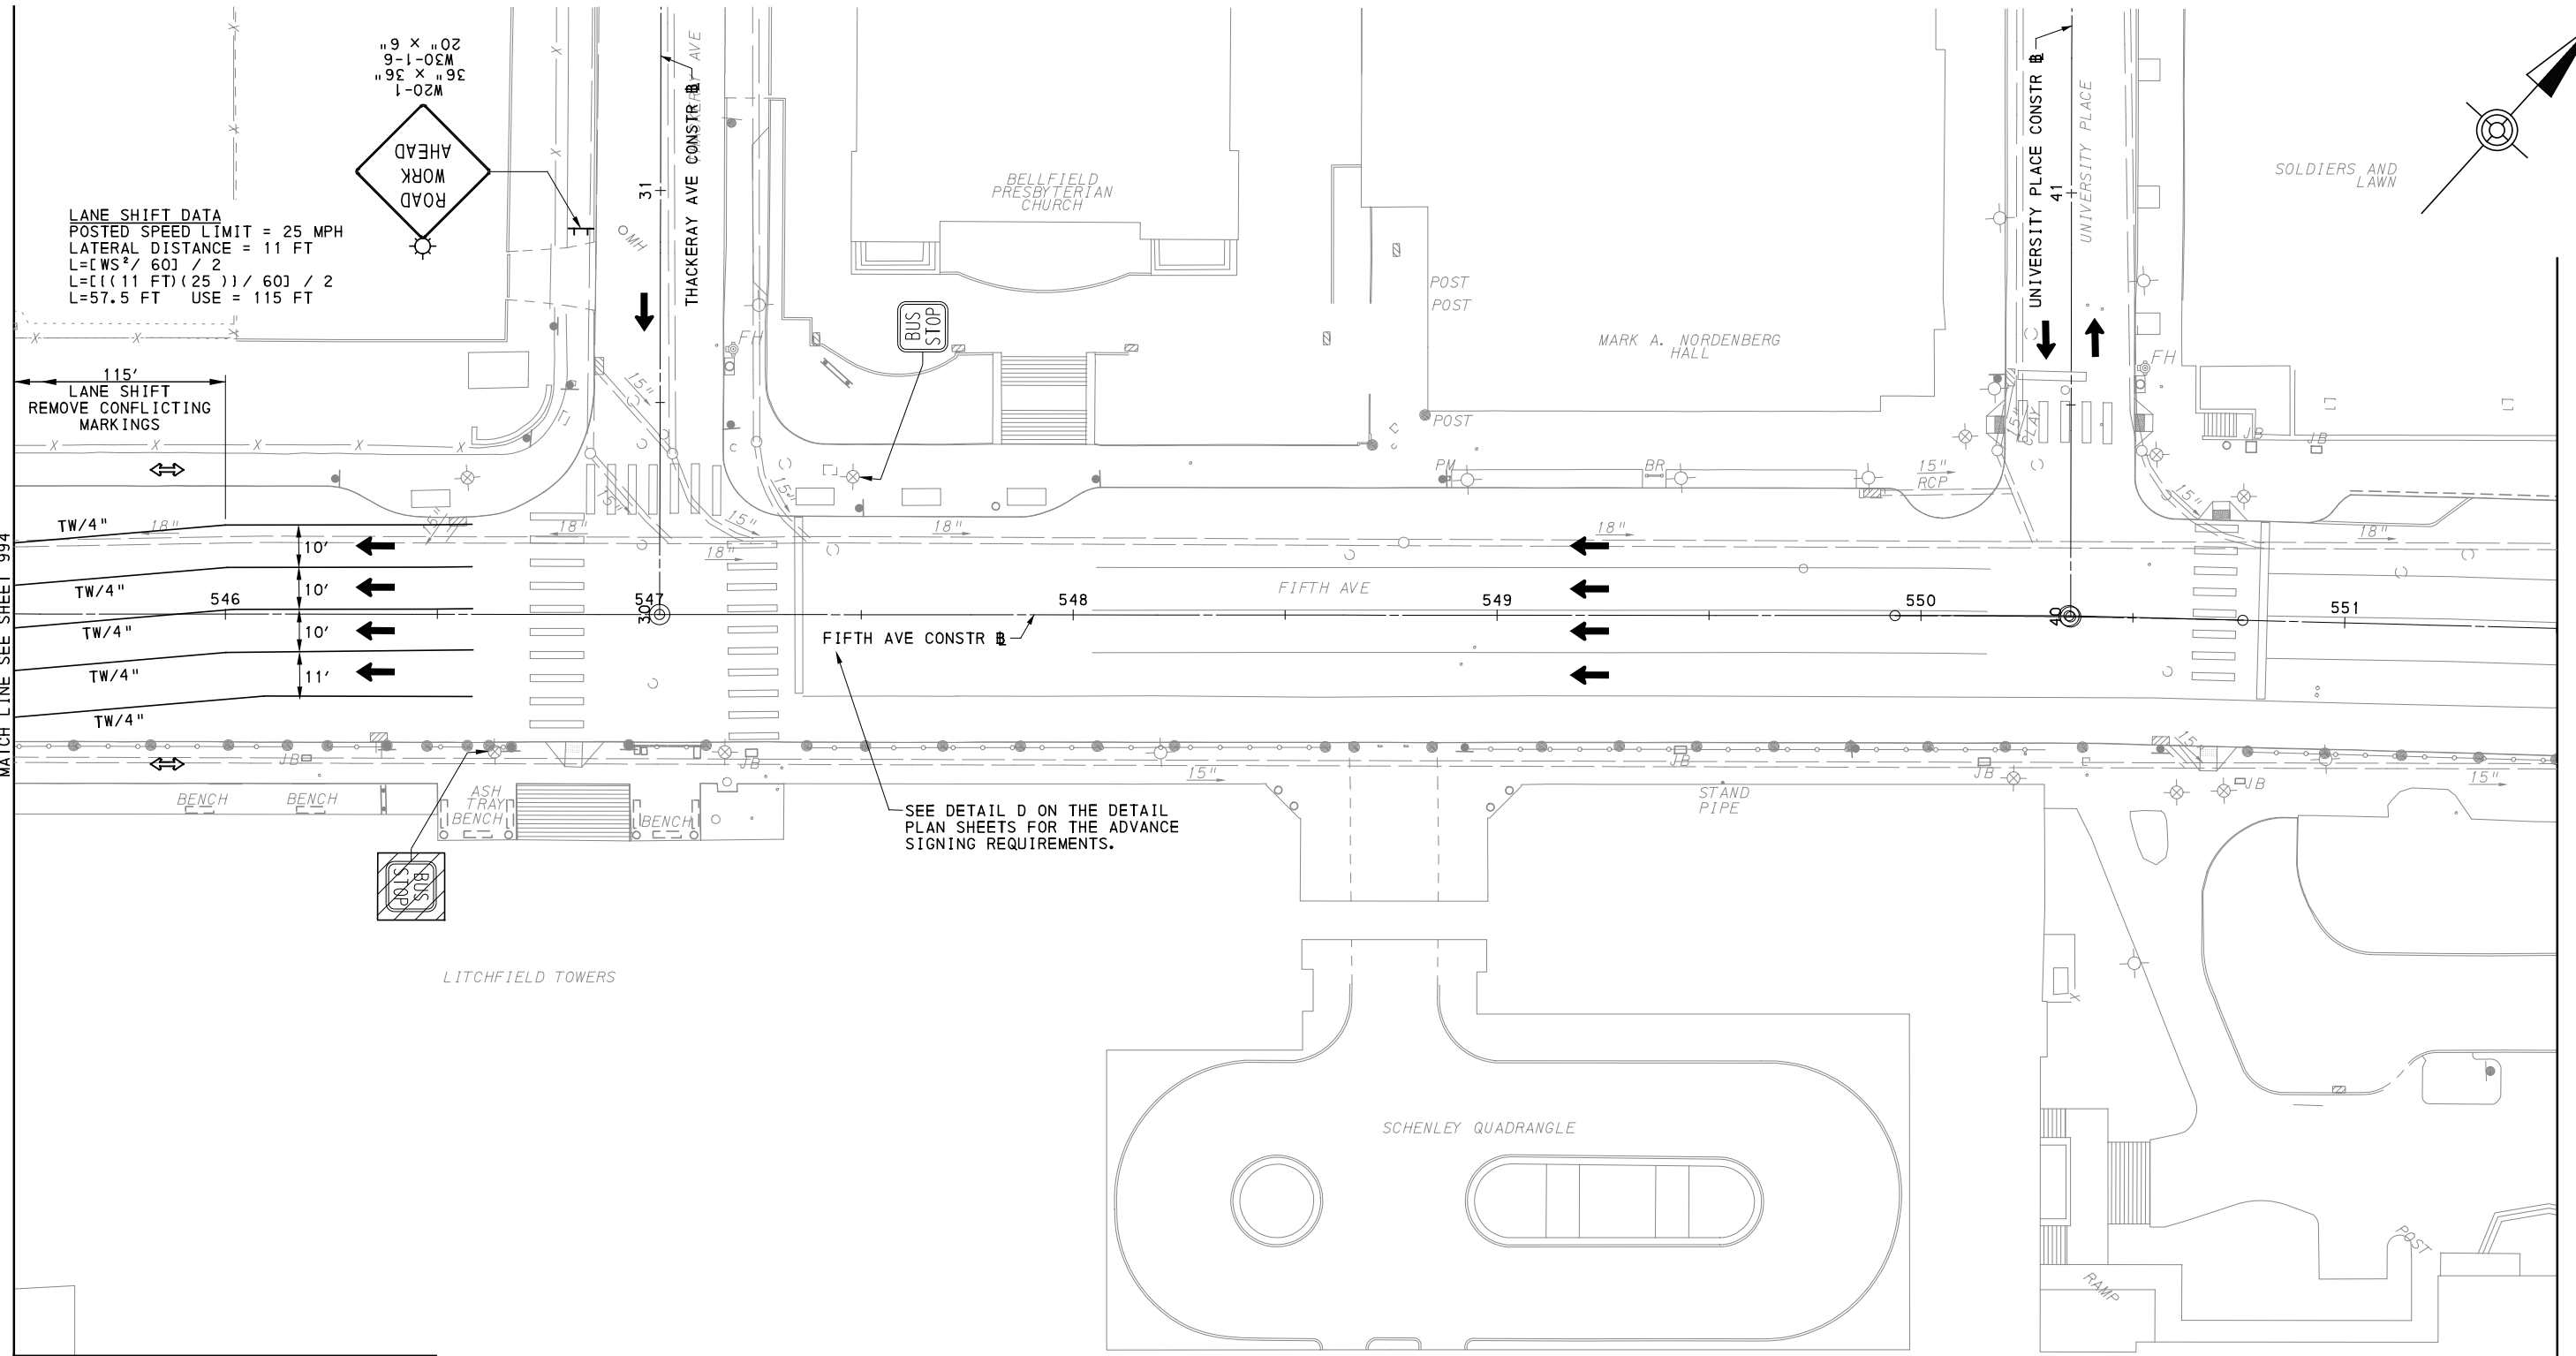 20" x 6"
W30-1-6
36" x 36"
W20-1
ROAD
WORK
AHEAD
LANE SHIFT DATA
POSTED SPEED LIMIT = 25 MPH
LATERAL DISTANCE = 11 FT
L=[WS²/ 60] / 2
L=[((11 FT)(25 ))/ 60] / 2
L=57.5 FT USE = 115 FT
115'
LANE SHIFT
REMOVE CONFLICTING
MARKINGS
MATCH LINE SEE SHEET 994
THACKERAY AVE CONSTR B
31
MH
FH
15"
BELLFIELD
PRESBYTERIAN
CHURCH
BUS
STOP
POST
POST
POST
MARK A. NORDENBERG
HALL
UNIVERSITY PLACE CONSTR B
UNIVERSITY PLACE
41
SOLDIERS AND
LAWN
FH
15"
CLAY
JB
JB
PM
BR
15"
RCP
15"
15"
15"
15"
15"
TW/4"
18"
18"
18"
18"
18"
18"
10'
TW/4"
10'
TW/4"
10'
TW/4"
11'
TW/4"
FIFTH AVE
546
547
30
548
549
550
40
551
FIFTH AVE CONSTR B
JB
JB
JB
JB
JB
15"
15"
15"
BENCH
BENCH
ASH
TRAY
BENCH
BENCH
SEE DETAIL D ON THE DETAIL
PLAN SHEETS FOR THE ADVANCE
SIGNING REQUIREMENTS.
STAND
PIPE
BUS
STOP
LITCHFIELD TOWERS
SCHENLEY QUADRANGLE
POST
RAMP